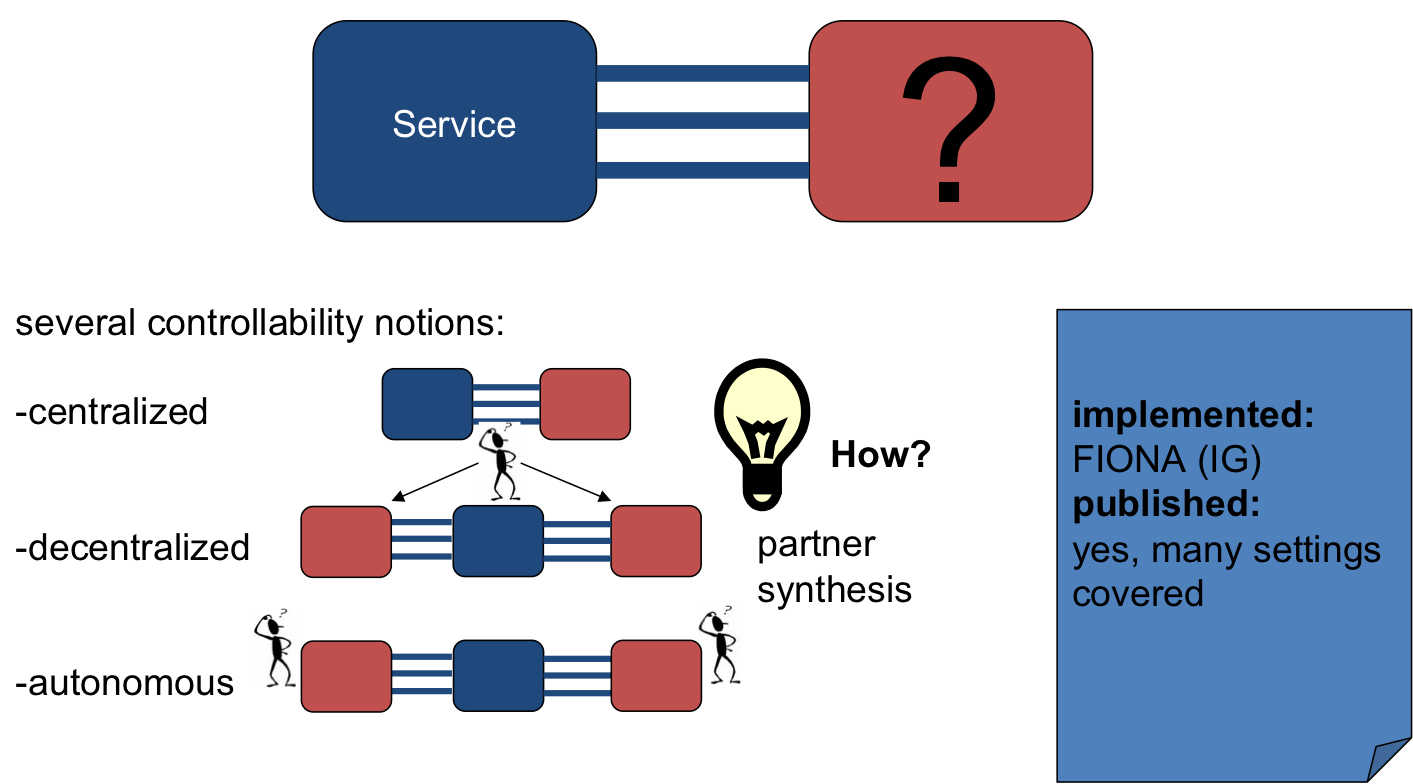 Service
?
several controllability notions:
-centralized
?
-decentralized
?
?
-autonomous
How?
partner
synthesis
implemented:
FIONA (IG)
published:
yes, many settings
covered